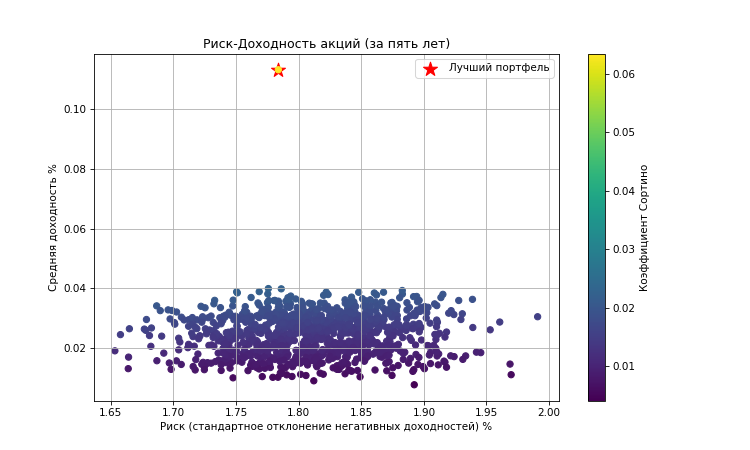 Риск-Доходность акций (за пять лет)
Лучший портфель
0.10
0.08
0.06
0.04
0.02
Средняя доходность %
1.65 1.70 1.75 1.80 1.85 1.90 1.95 2.00
Риск (стандартное отклонение негативных доходностей) %
0.06
0.05
0.04
0.03
0.02
0.01
Коэффициент Сортино